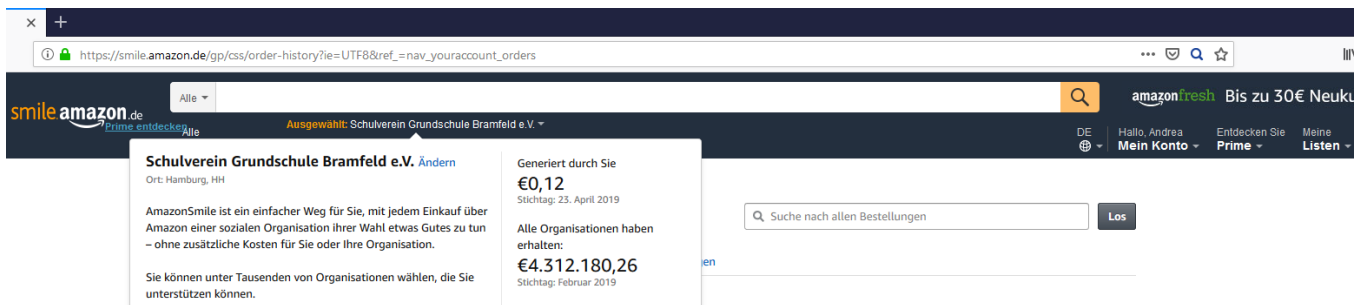 × +
https://smile.amazon.de/gp/css/order-history?ie=UTF8&ref_=nav_youraccount_orders
smile.amazon.de
Prime entdecken
Alle
Alle
Ausgewählt: Schulverein Grundschule Bramfeld e.V.
amazonfresh Bis zu 30€
DE
Hallo, Andrea
Mein Konto
Entdecken Sie
Prime
Meine
Listen
Schulverein Grundschule Bramfeld e.V. Ändern
Ort: Hamburg, HH
AmazonSmile ist ein einfacher Weg für Sie, mit jedem Einkauf über
Amazon einer sozialen Organisation ihrer Wahl etwas Gutes zu tun
– ohne zusätzliche Kosten für Sie oder Ihre Organisation.
Sie können unter Tausenden von Organisationen wählen, die Sie
unterstützen können.
Generiert durch Sie
€0,12
Stichtag: 23. April 2019
Alle Organisationen haben
erhalten:
€4.312.180,26
Stichtag: Februar 2019
Suche nach allen Bestellungen
Los